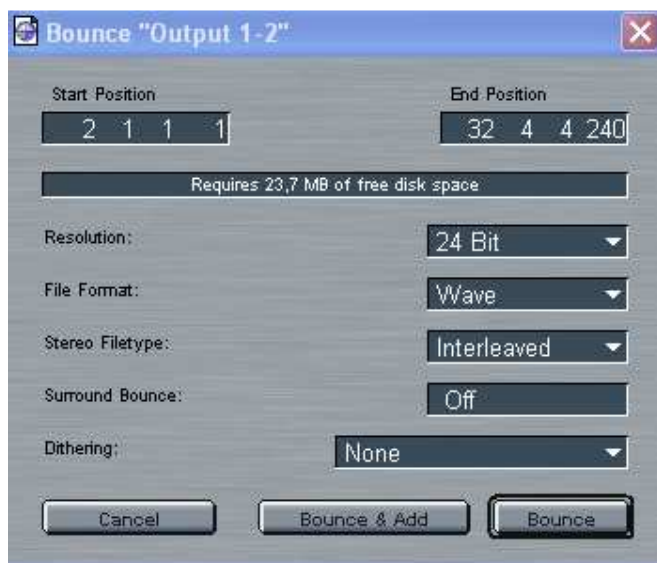 Bounce "Output 1-2"
Start Position End Position
2 1 1 1 32 4 4 240
Requires 23,7 MB of free disk space
Resolution: 24 Bit
File Format: Wave
Stereo Filetype: Interleaved
Surround Bounce: Off
Dithering: None
Cancel Bounce & Add Bounce